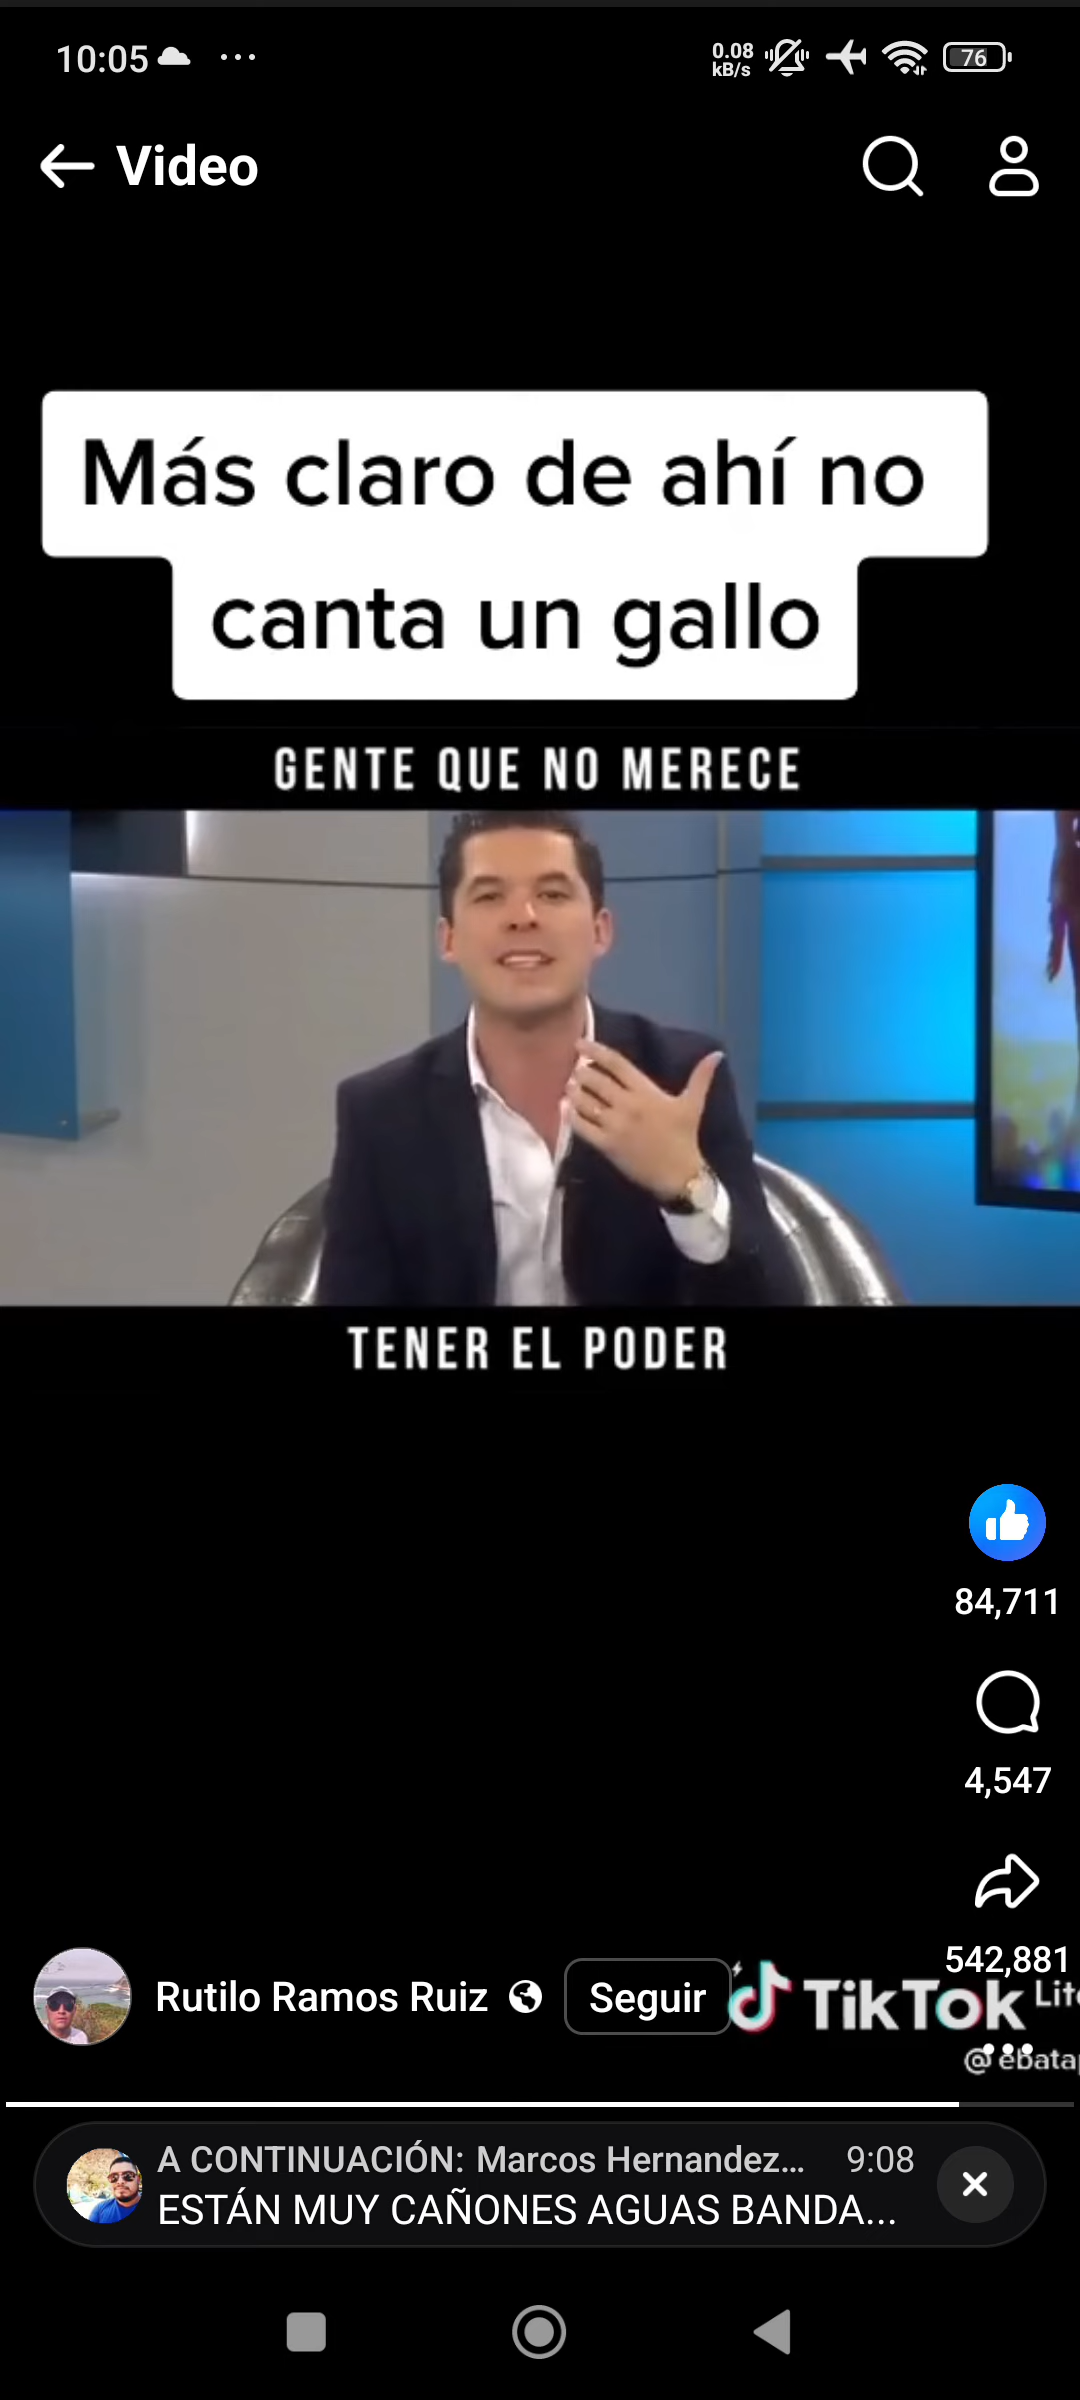 10:05
0.08
kB/s
76
Video
Más claro de ahí no
canta un gallo
GENTE QUE NO MERECE
TENER EL PODER
84,711
4,547
542,881
Rutilo Ramos Ruiz
Seguir
TikTok
@ebata
A CONTINUACIÓN: Marcos Hernandez... 9:08
ESTÁN MUY CAÑONES AGUAS BANDA...